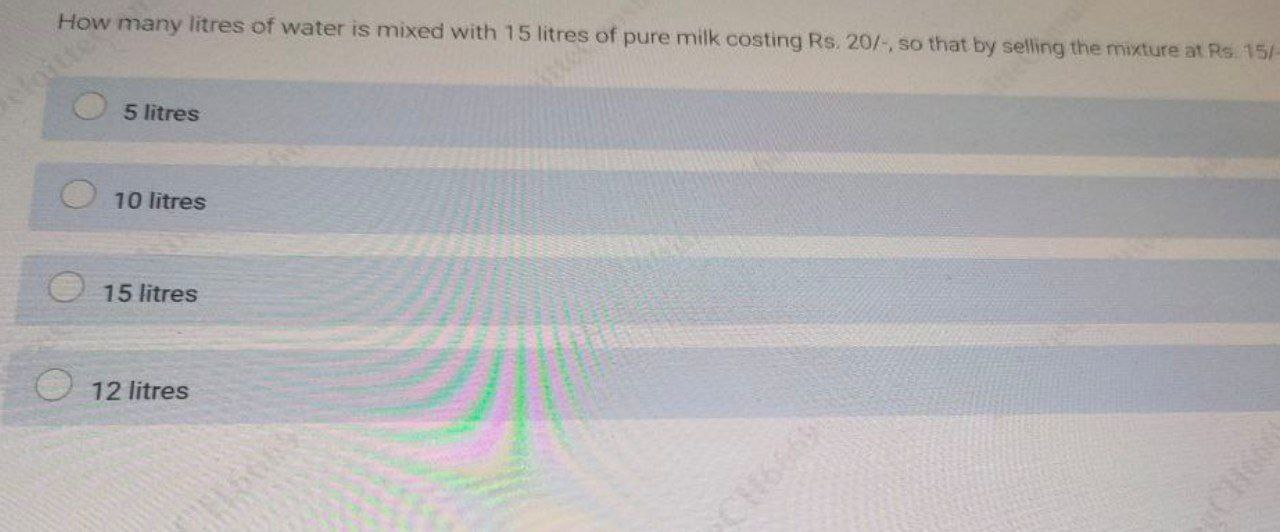 How many litres of water is mixed with 15 litres of pure milk costing Rs. 20/-, so that by selling the mixture at Rs. 15/
5 litres
10 litres
15 litres
12 litres